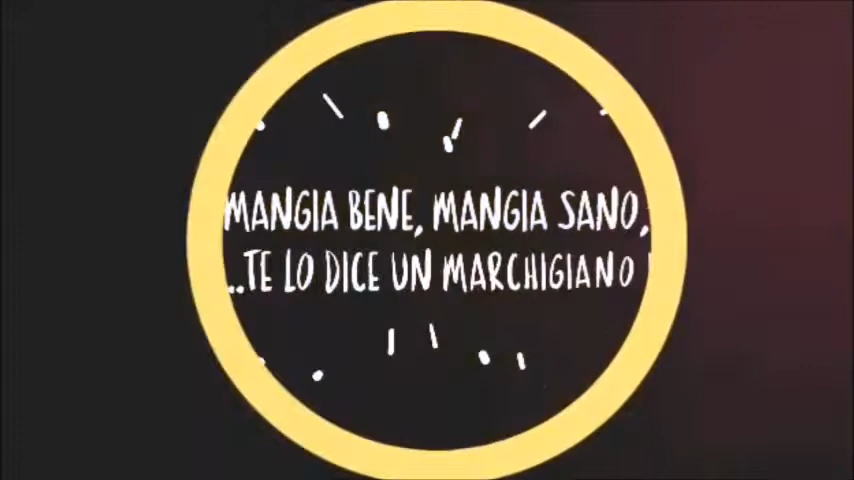 MANGIA BENE, MANGIA SANO,
..TE LO DICE UN MARCHIGIANO !